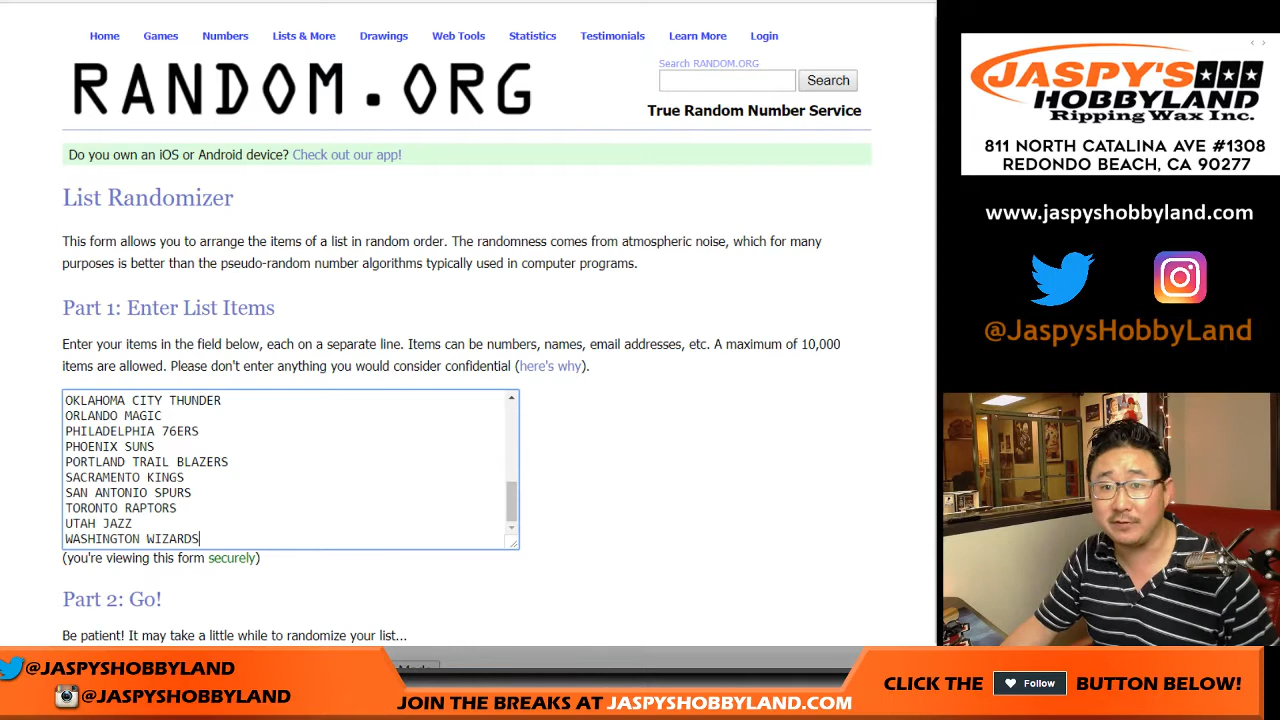 Home Games Numbers Lists & More Drawings Web Tools Statistics Testimonials Learn More Login
RANDOM.ORG
Search RANDOM.ORG
Search
True Random Number Service
Do you own an iOS or Android device? Check out our app!
List Randomizer
This form allows you to arrange the items of a list in random order. The randomness comes from atmospheric noise, which for many
purposes is better than the pseudo-random number algorithms typically used in computer programs.
Part 1: Enter List Items
Enter your items in the field below, each on a separate line. Items can be numbers, names, email addresses, etc. A maximum of 10,000
items are allowed. Please don't enter anything you would consider confidential (here's why).
OKLAHOMA CITY THUNDER
ORLANDO MAGIC
PHILADELPHIA 76ERS
PHOENIX SUNS
PORTLAND TRAIL BLAZERS
SACRAMENTO KINGS
SAN ANTONIO SPURS
TORONTO RAPTORS
UTAH JAZZ
WASHINGTON WIZARDS
(you're viewing this form securely)
Part 2: Go!
Be patient! It may take a little while to randomize your list...
JASPY'S
HOBBYLAND
Ripping Wax Inc.
811 NORTH CATALINA AVE #1308
REDONDO BEACH, CA 90277
www.jaspyshobbyland.com
@JaspysHobbyLand
@JASPYSHOBBYLAND
@JASPYSHOBBYLAND
JOIN THE BREAKS AT JASPYSHOBBYLAND.COM
CLICK THE Follow BUTTON BELOW!